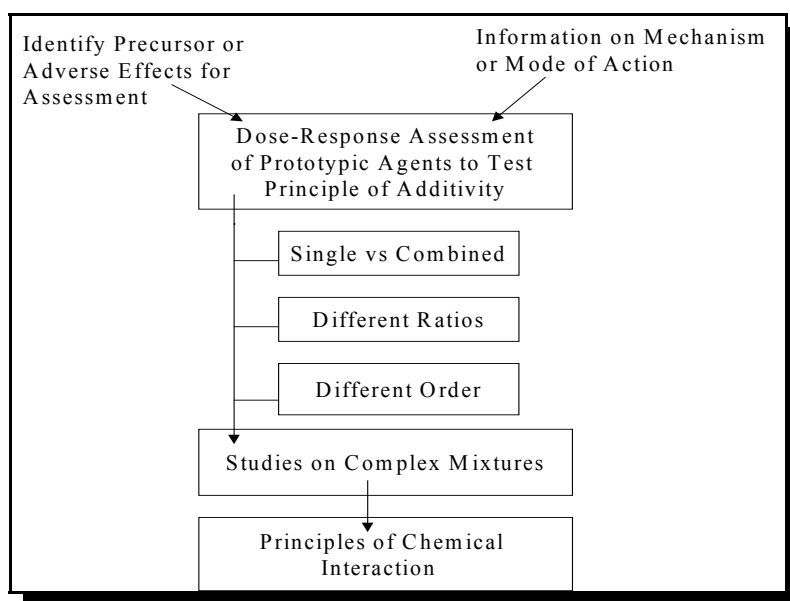 Identify Precursor or
Adverse Effects for
Assessment
Information on Mechanism
or Mode of Action
Dose-Response Assessment
of Prototypic Agents to Test
Principle of Additivity
Single vs Combined
Different Ratios
Different Order
Studies on Complex Mixtures
Principles of Chemical
Interaction